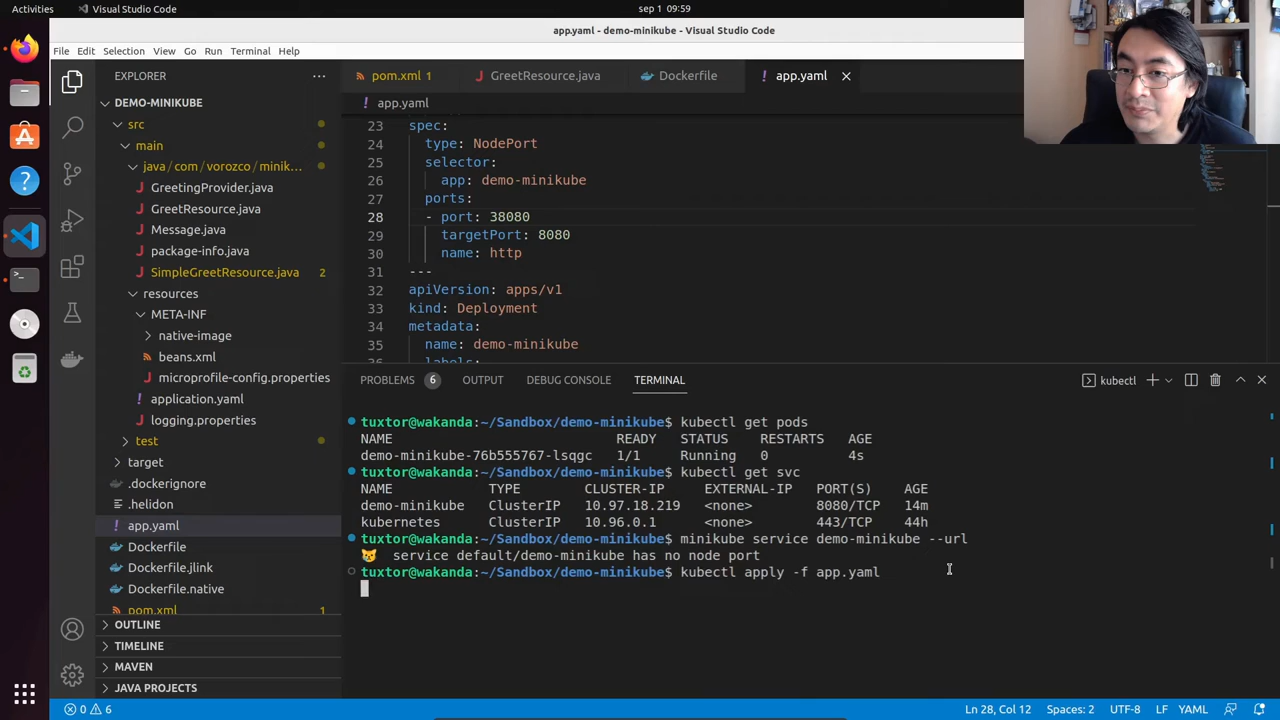 Activities
Visual Studio Code
sep 1 09:59
app.yaml - demo-minikube - Visual Studio Code
File Edit Selection View Go Run Terminal Help
EXPLORER
pom.xml 1
GreetResource.java
Dockerfile
app.yaml
DEMO-MINIKUBE
src
main
java / com / vorozco / minik...
GreetingProvider.java
GreetResource.java
Message.java
package-info.java
SimpleGreetResource.java 2
resources
META-INF
native-image
beans.xml
microprofile-config.properties
application.yaml
logging.properties
test
target
.dockerignore
.helidon
app.yaml
Dockerfile
Dockerfile.jlink
Dockerfile.native
pom.xml 1
OUTLINE
TIMELINE
MAVEN
JAVA PROJECTS
app.yaml
23 spec:
24 type: NodePort
25 selector:
26 app: demo-minikube
27 ports:
28 - port: 38080
29 targetPort: 8080
30 name: http
31 ---
32 apiVersion: apps/v1
33 kind: Deployment
34 metadata:
35 name: demo-minikube
36 labels:
PROBLEMS 6 OUTPUT DEBUG CONSOLE TERMINAL
kubectl
tuxtor@wakanda:~/Sandbox/demo-minikube$ kubectl get pods
NAME READY STATUS RESTARTS AGE
demo-minikube-76b555767-lsqgc 1/1 Running 0 4s
tuxtor@wakanda:~/Sandbox/demo-minikube$ kubectl get svc
NAME TYPE CLUSTER-IP EXTERNAL-IP PORT(S) AGE
demo-minikube ClusterIP 10.97.18.219 <none> 8080/TCP 14m
kubernetes ClusterIP 10.96.0.1 <none> 443/TCP 44h
tuxtor@wakanda:~/Sandbox/demo-minikube$ minikube service demo-minikube --url
service default/demo-minikube has no node port
tuxtor@wakanda:~/Sandbox/demo-minikube$ kubectl apply -f app.yaml
0 6
Ln 28, Col 12 Spaces: 2 UTF-8 LF YAML